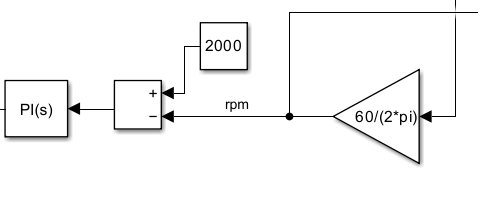 2000
+
PI(s)
−
rpm
60/(2*pi)